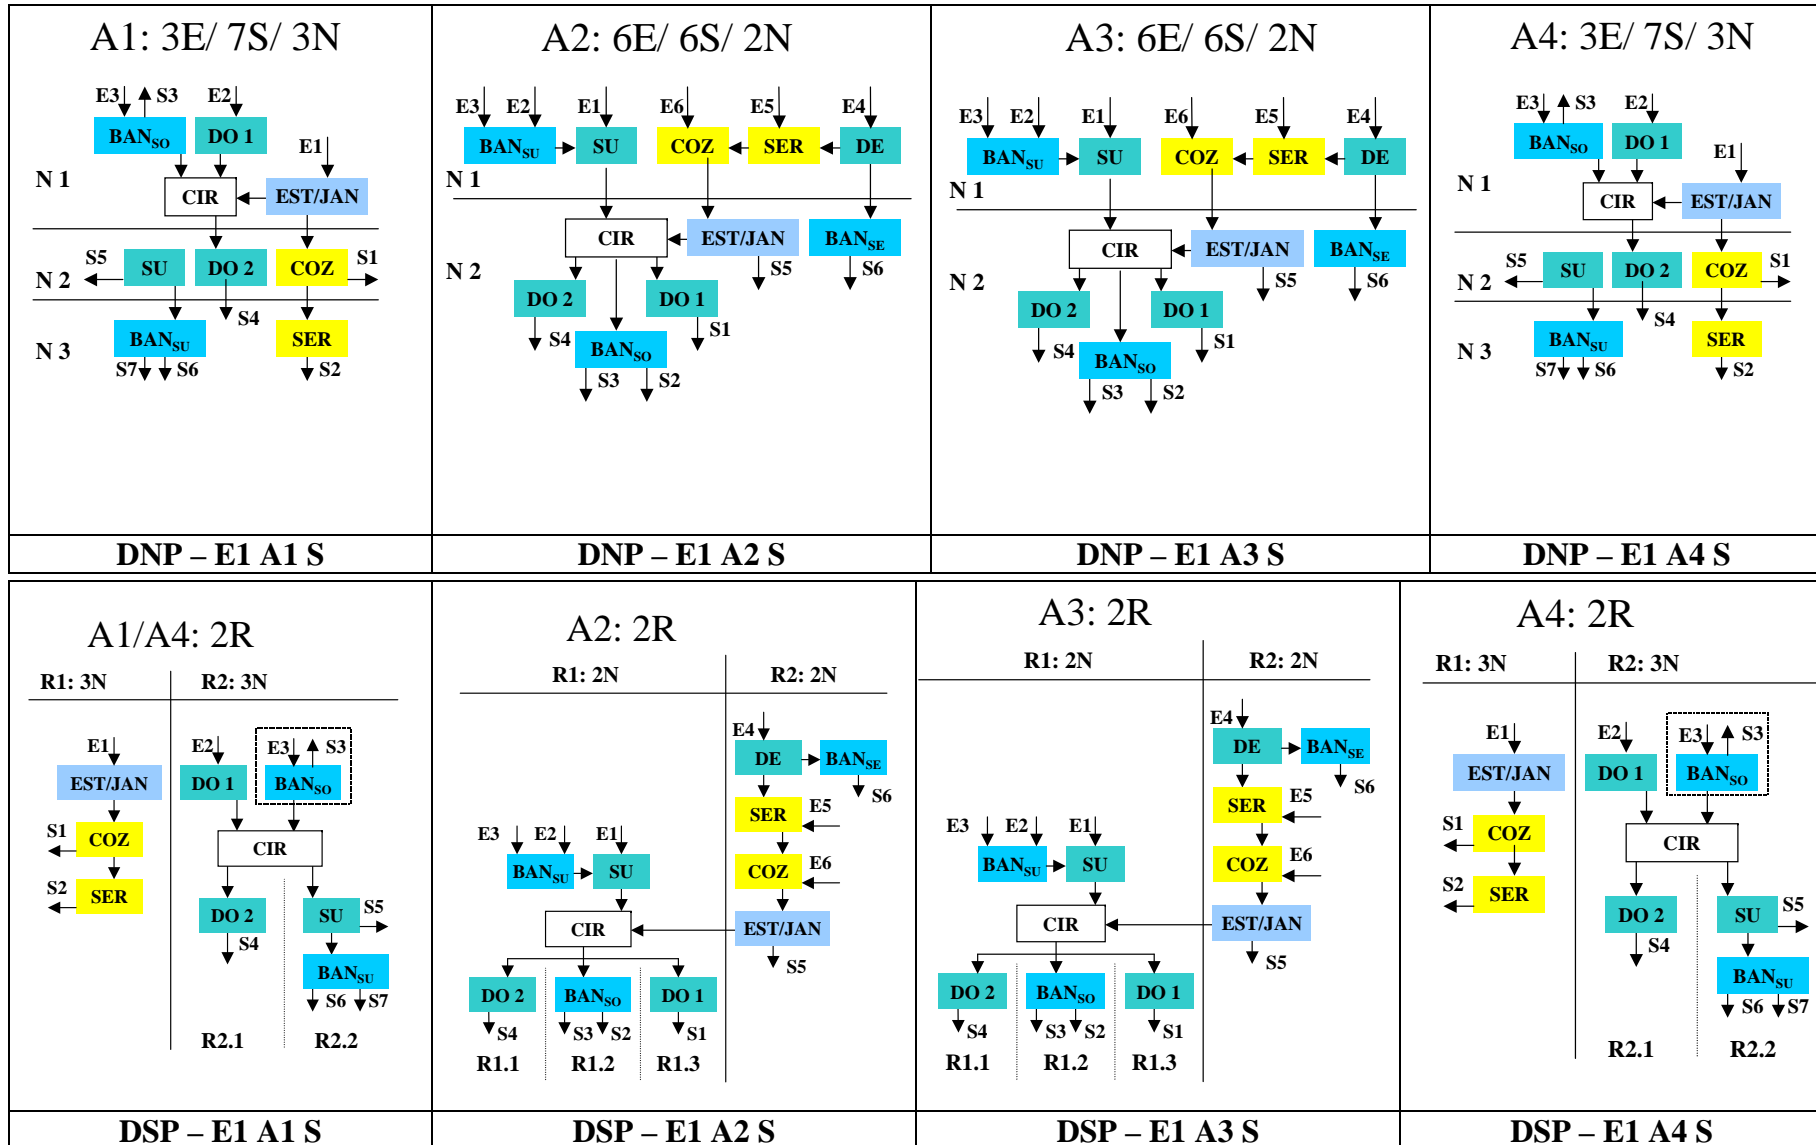 A1: 3E/ 7S/ 3N
E3 S3 E2
BANSO DO 1
E1
N 1
CIR EST/JAN
S5 S1
SU DO 2 COZ
N 2
S4
BANSU SER
N 3
S7 S6 S2
DNP – E1 A1 S
A2: 6E/ 6S/ 2N
E3 E2 E1 E6 E5 E4
BANSU SU COZ SER DE
N 1
CIR EST/JAN BANSE
N 2
S5 S6
DO 2 DO 1
S4 S1
BANSO
S3 S2
DNP – E1 A2 S
A3: 6E/ 6S/ 2N
E3 E2 E1 E6 E5 E4
BANSU SU COZ SER DE
N 1
CIR EST/JAN BANSE
N 2
S5 S6
DO 2 DO 1
S4 S1
BANSO
S3 S2
DNP – E1 A3 S
A4: 3E/ 7S/ 3N
E3 S3 E2
BANSO DO 1
E1
N 1
CIR EST/JAN
S5 S1
SU DO 2 COZ
N 2
S4
BANSU SER
N 3
S7 S6 S2
DNP – E1 A4 S
A1/A4: 2R
R1: 3N R2: 3N
E1 E2 E3 S3
EST/JAN DO 1 BANSO
S1
COZ CIR
S2
SER
DO 2 SU S5
S4
BANSU
S6 S7
R2.1 R2.2
DSP – E1 A1 S
A2: 2R
R1: 2N R2: 2N
E4
DE BANSE
S6
SER E5
E3 E2 E1
BANSU SU COZ E6
CIR EST/JAN
S5
DO 2 BANSO DO 1
S4 S3 S2 S1
R1.1 R1.2 R1.3
DSP – E1 A2 S
A3: 2R
R1: 2N R2: 2N
E4
DE BANSE
S6
SER E5
E3 E2 E1
BANSU SU COZ E6
CIR EST/JAN
S5
DO 2 BANSO DO 1
S4 S3 S2 S1
R1.1 R1.2 R1.3
DSP – E1 A3 S
A4: 2R
R1: 3N R2: 3N
E1 E2 E3 S3
EST/JAN DO 1 BANSO
S1
COZ CIR
S2
SER
DO 2 SU S5
S4
BANSU
S6 S7
R2.1 R2.2
DSP – E1 A4 S